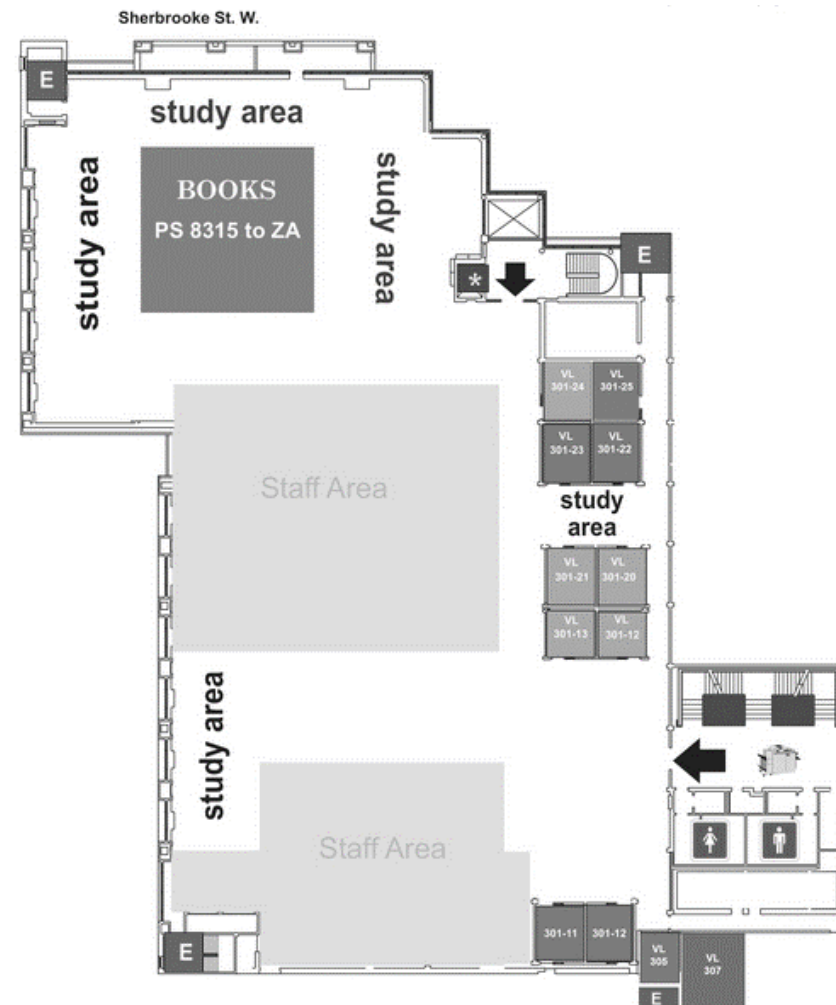 Sherbrooke St. W.
E
study area
study area
BOOKS
PS 8315 to ZA
study area
E
*
VL
301-24
VL
301-25
VL
301-23
VL
301-22
Staff Area
study
area
VL
301-21
VL
301-20
VL
301-13
VL
301-12
study area
Staff Area
301-11
301-12
E
VL
305
VL
307
E